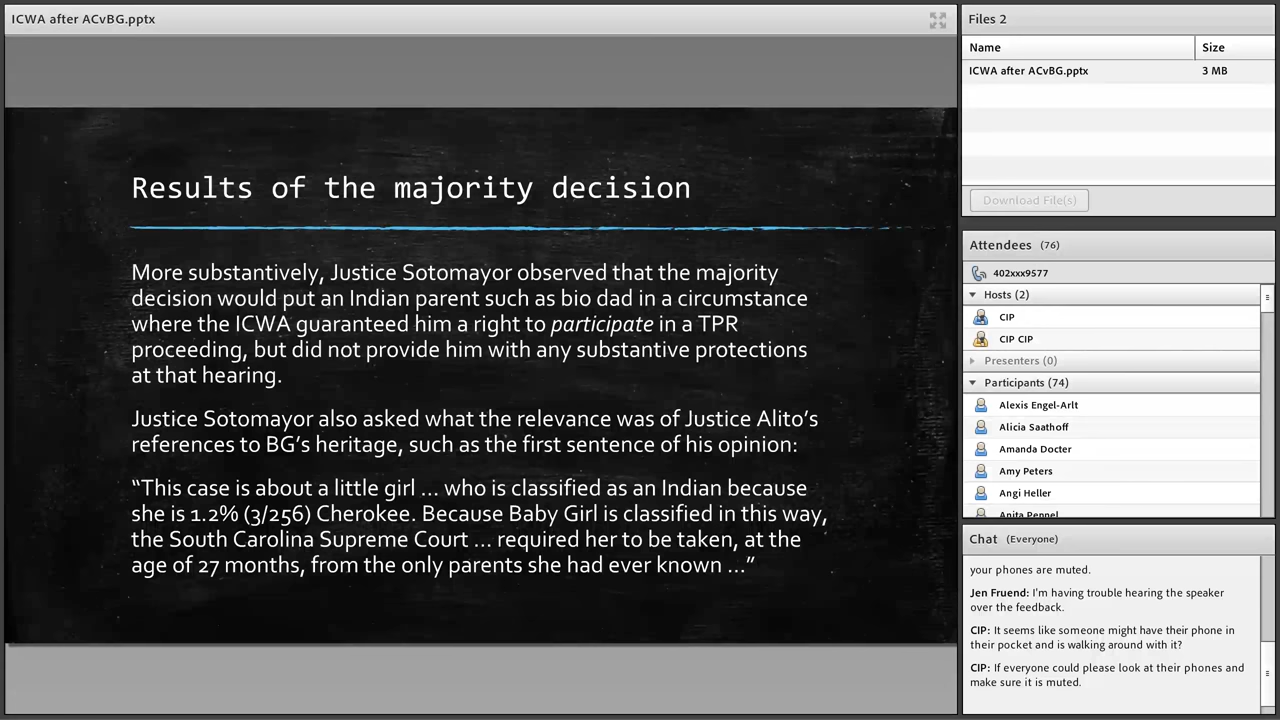 ICWA after ACvBG.pptx
Results of the majority decision
More substantively, Justice Sotomayor observed that the majority
decision would put an Indian parent such as bio dad in a circumstance
where the ICWA guaranteed him a right to participate in a TPR
proceeding, but did not provide him with any substantive protections
at that hearing.
Justice Sotomayor also asked what the relevance was of Justice Alito’s
references to BG’s heritage, such as the first sentence of his opinion:
“This case is about a little girl … who is classified as an Indian because
she is 1.2% (3/256) Cherokee. Because Baby Girl is classified in this way,
the South Carolina Supreme Court … required her to be taken, at the
age of 27 months, from the only parents she had ever known …”
Files 2
Name Size
ICWA after ACvBG.pptx 3 MB
Download File(s)
Attendees (76)
402xxx9577
Hosts (2)
CIP
CIP CIP
Presenters (0)
Participants (74)
Alexis Engel-Arlt
Alicia Saathoff
Amanda Docter
Amy Peters
Angi Heller
Chat (Everyone)
your phones are muted.
Jen Fruend: I'm having trouble hearing the speaker
over the feedback.
CIP: It seems like someone might have their phone in
their pocket and is walking around with it?
CIP: If everyone could please look at their phones and
make sure it is muted.